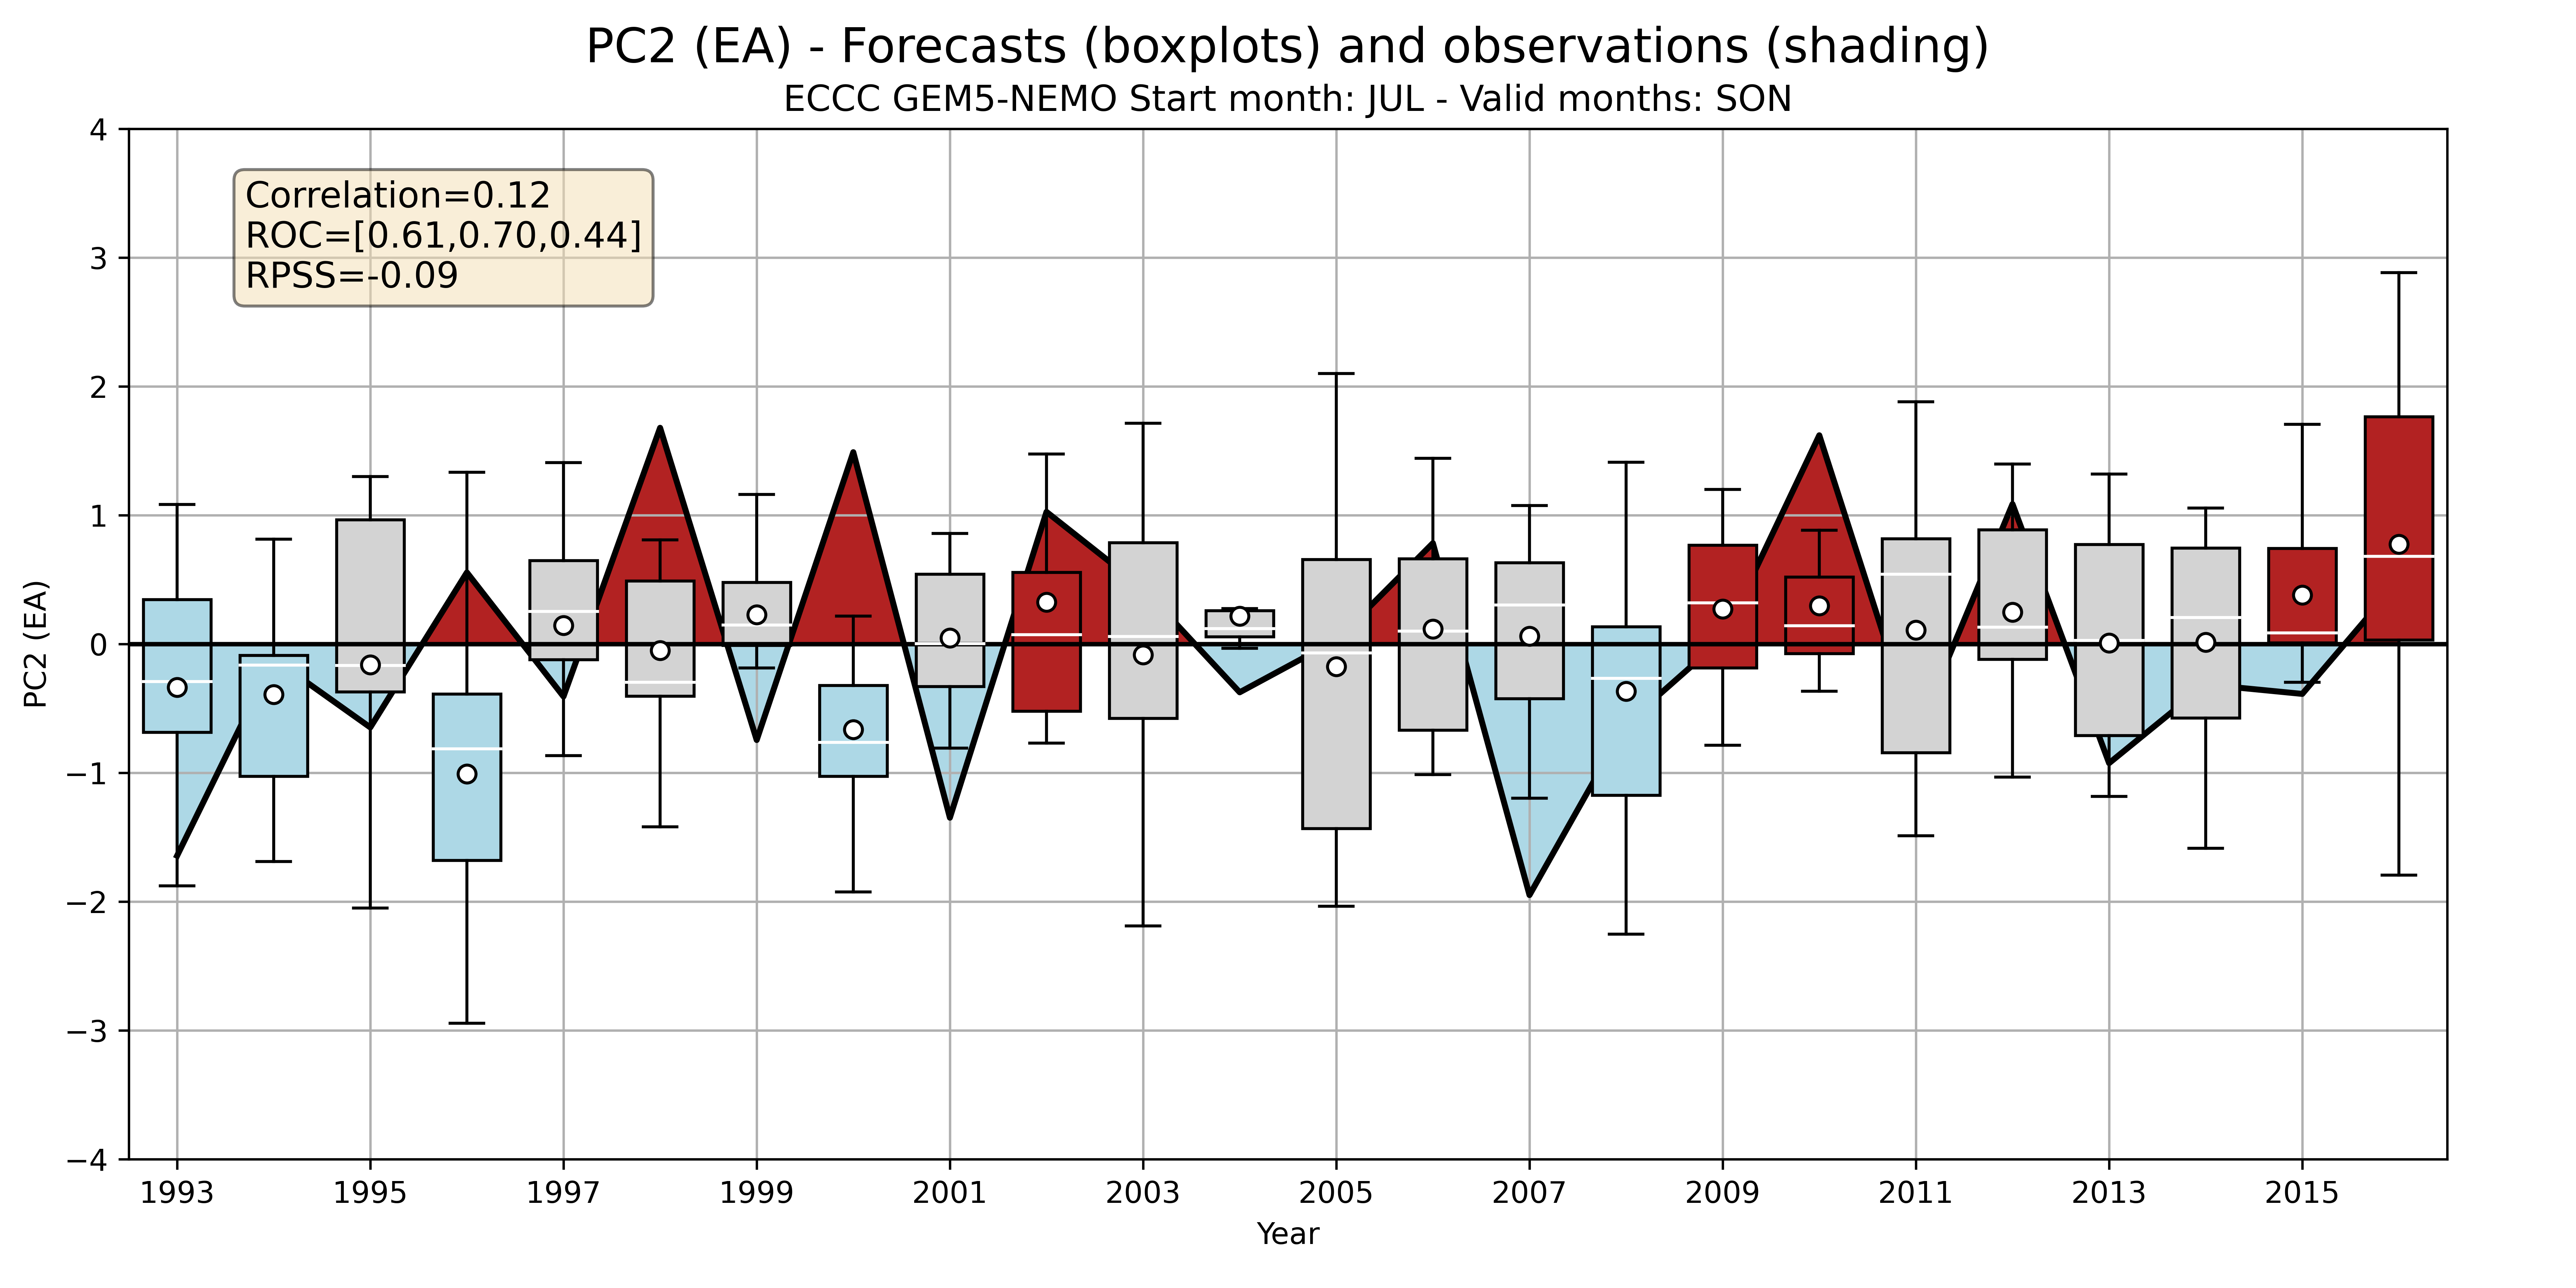 PC2 (EA) - Forecasts (boxplots) and observations (shading)
ECCC GEM5-NEMO Start month: JUL - Valid months: SON
Correlation=0.12
ROC=[0.61,0.70,0.44]
RPSS=-0.09
PC2 (EA)
4
3
2
1
0
−1
−2
−3
−4
1993 1995 1997 1999 2001 2003 2005 2007 2009 2011 2013 2015
Year